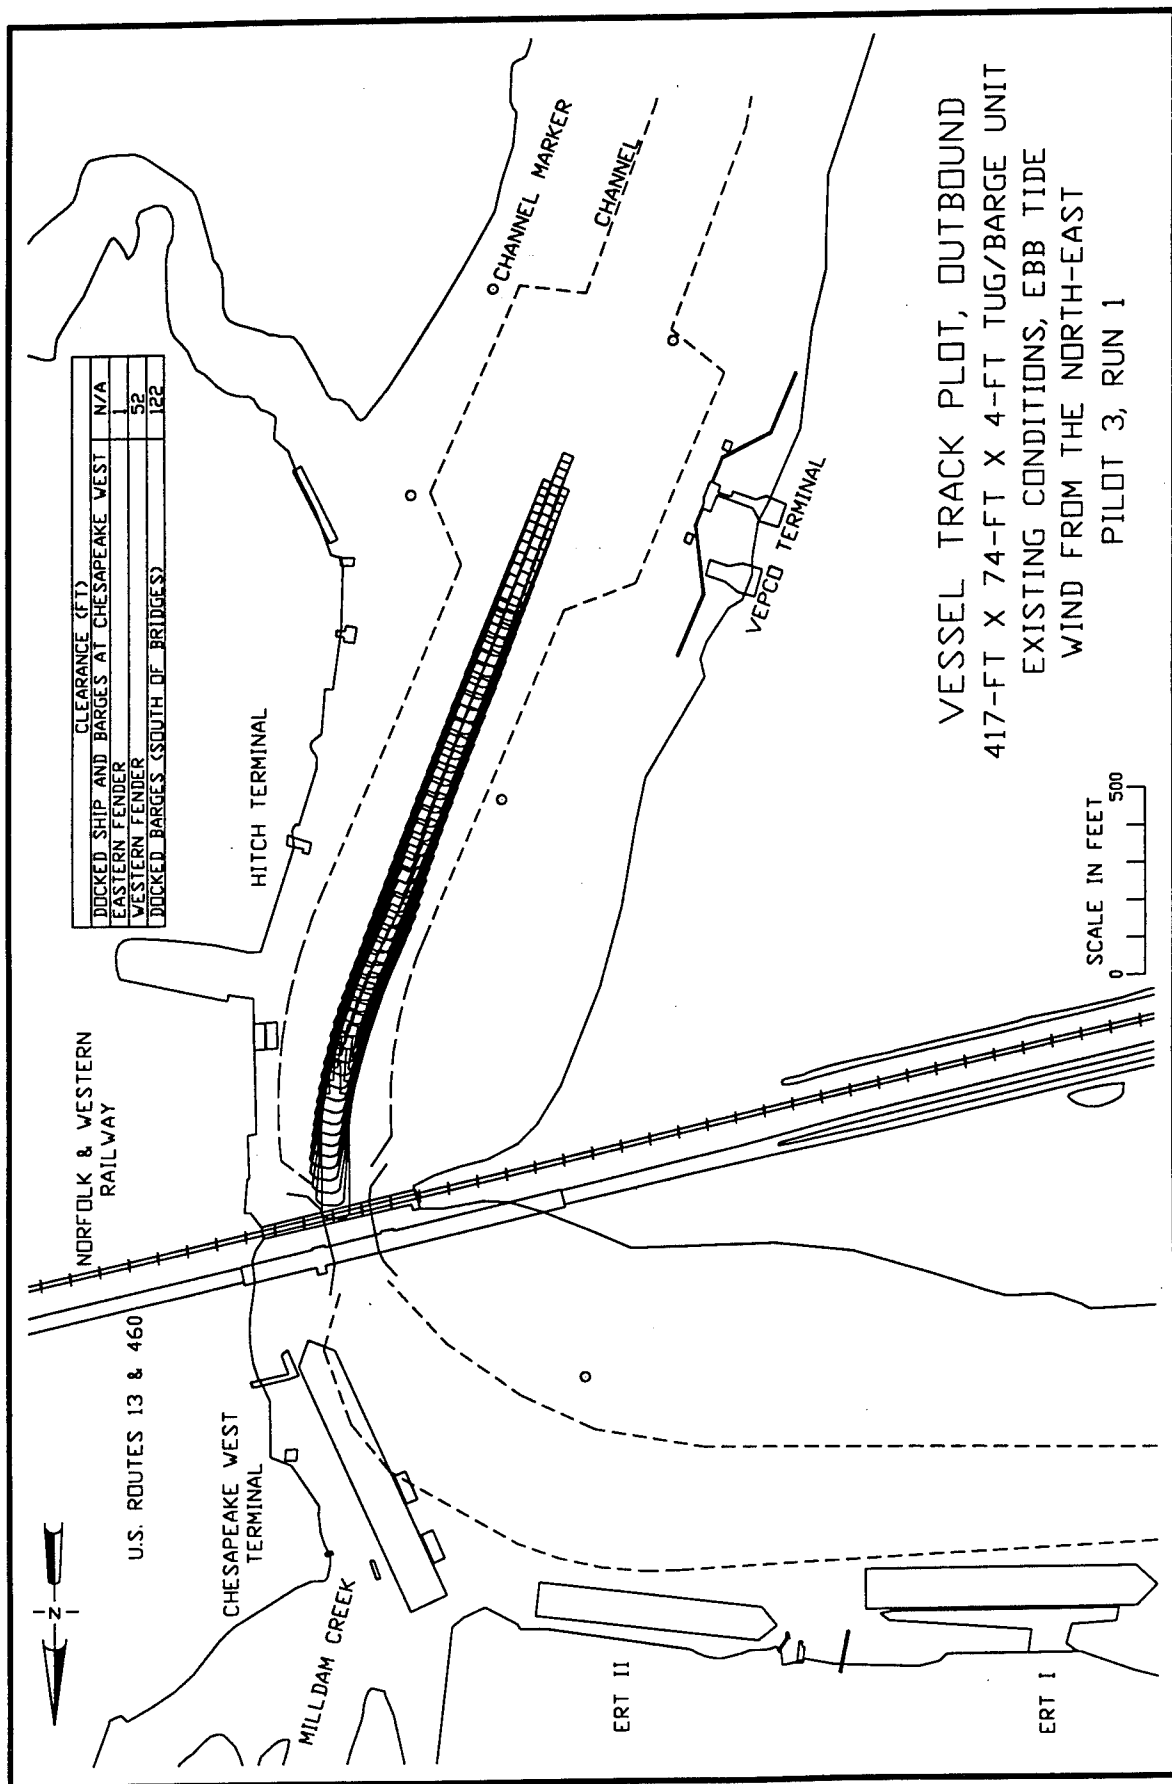 CLEARANCE (FT)
DOCKED SHIP AND BARGES AT CHESAPEAKE WEST N/A
EASTERN FENDER 1
WESTERN FENDER 52
DOCKED BARGES (SOUTH OF BRIDGES) 122
N
U.S. ROUTES 13 & 460
NORFOLK & WESTERN
RAILWAY
HITCH TERMINAL
CHESAPEAKE WEST
TERMINAL
MILLDAM CREEK
CHANNEL MARKER
CHANNEL
VEPCO TERMINAL
ERT II
ERT I
SCALE IN FEET
0 500
VESSEL TRACK PLOT, OUTBOUND
417-FT X 74-FT X 4-FT TUG/BARGE UNIT
EXISTING CONDITIONS, EBB TIDE
WIND FROM THE NORTH-EAST
PILOT 3, RUN 1